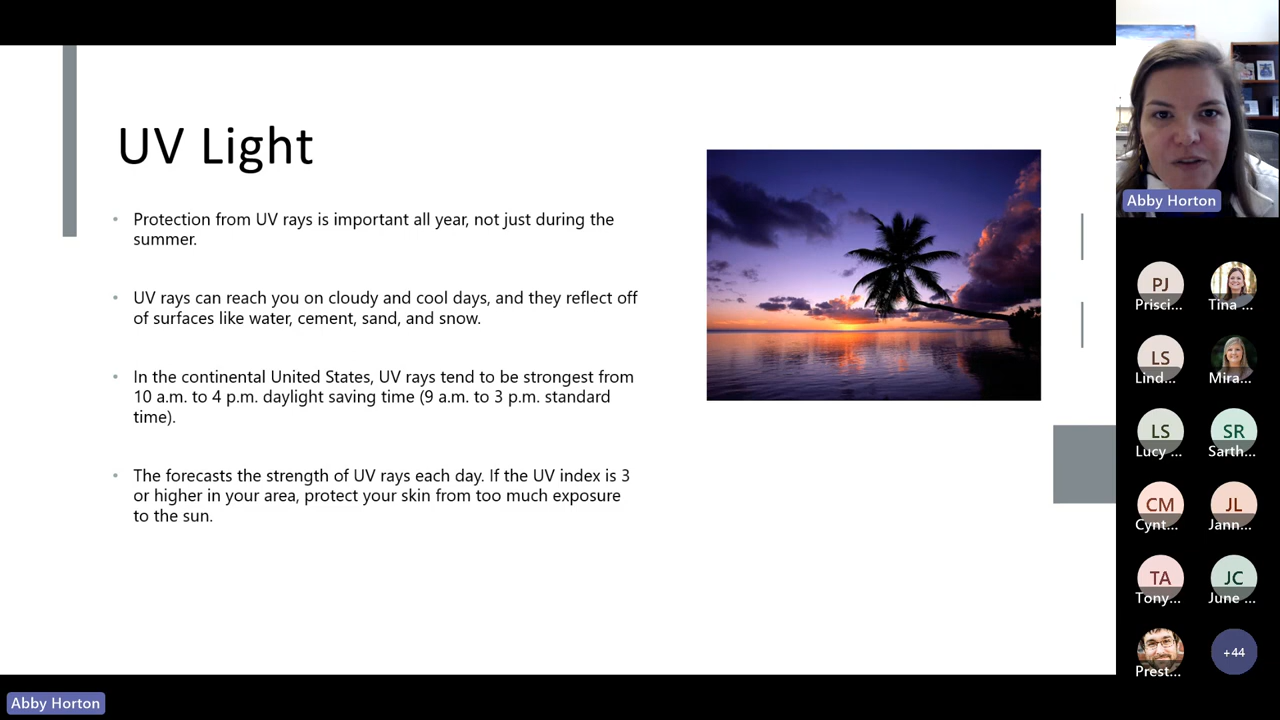 UV Light
• Protection from UV rays is important all year, not just during the
summer.
• UV rays can reach you on cloudy and cool days, and they reflect off
of surfaces like water, cement, sand, and snow.
• In the continental United States, UV rays tend to be strongest from
10 a.m. to 4 p.m. daylight saving time (9 a.m. to 3 p.m. standard
time).
• The forecasts the strength of UV rays each day. If the UV index is 3
or higher in your area, protect your skin from too much exposure
to the sun.
Abby Horton
PJ
Prisci...
Tina ...
LS
Lind...
Mira...
LS
Lucy ...
SR
Sarth...
CM
Cynt...
JL
Jann...
TA
Tony...
JC
June ...
Prest...
+44
Abby Horton